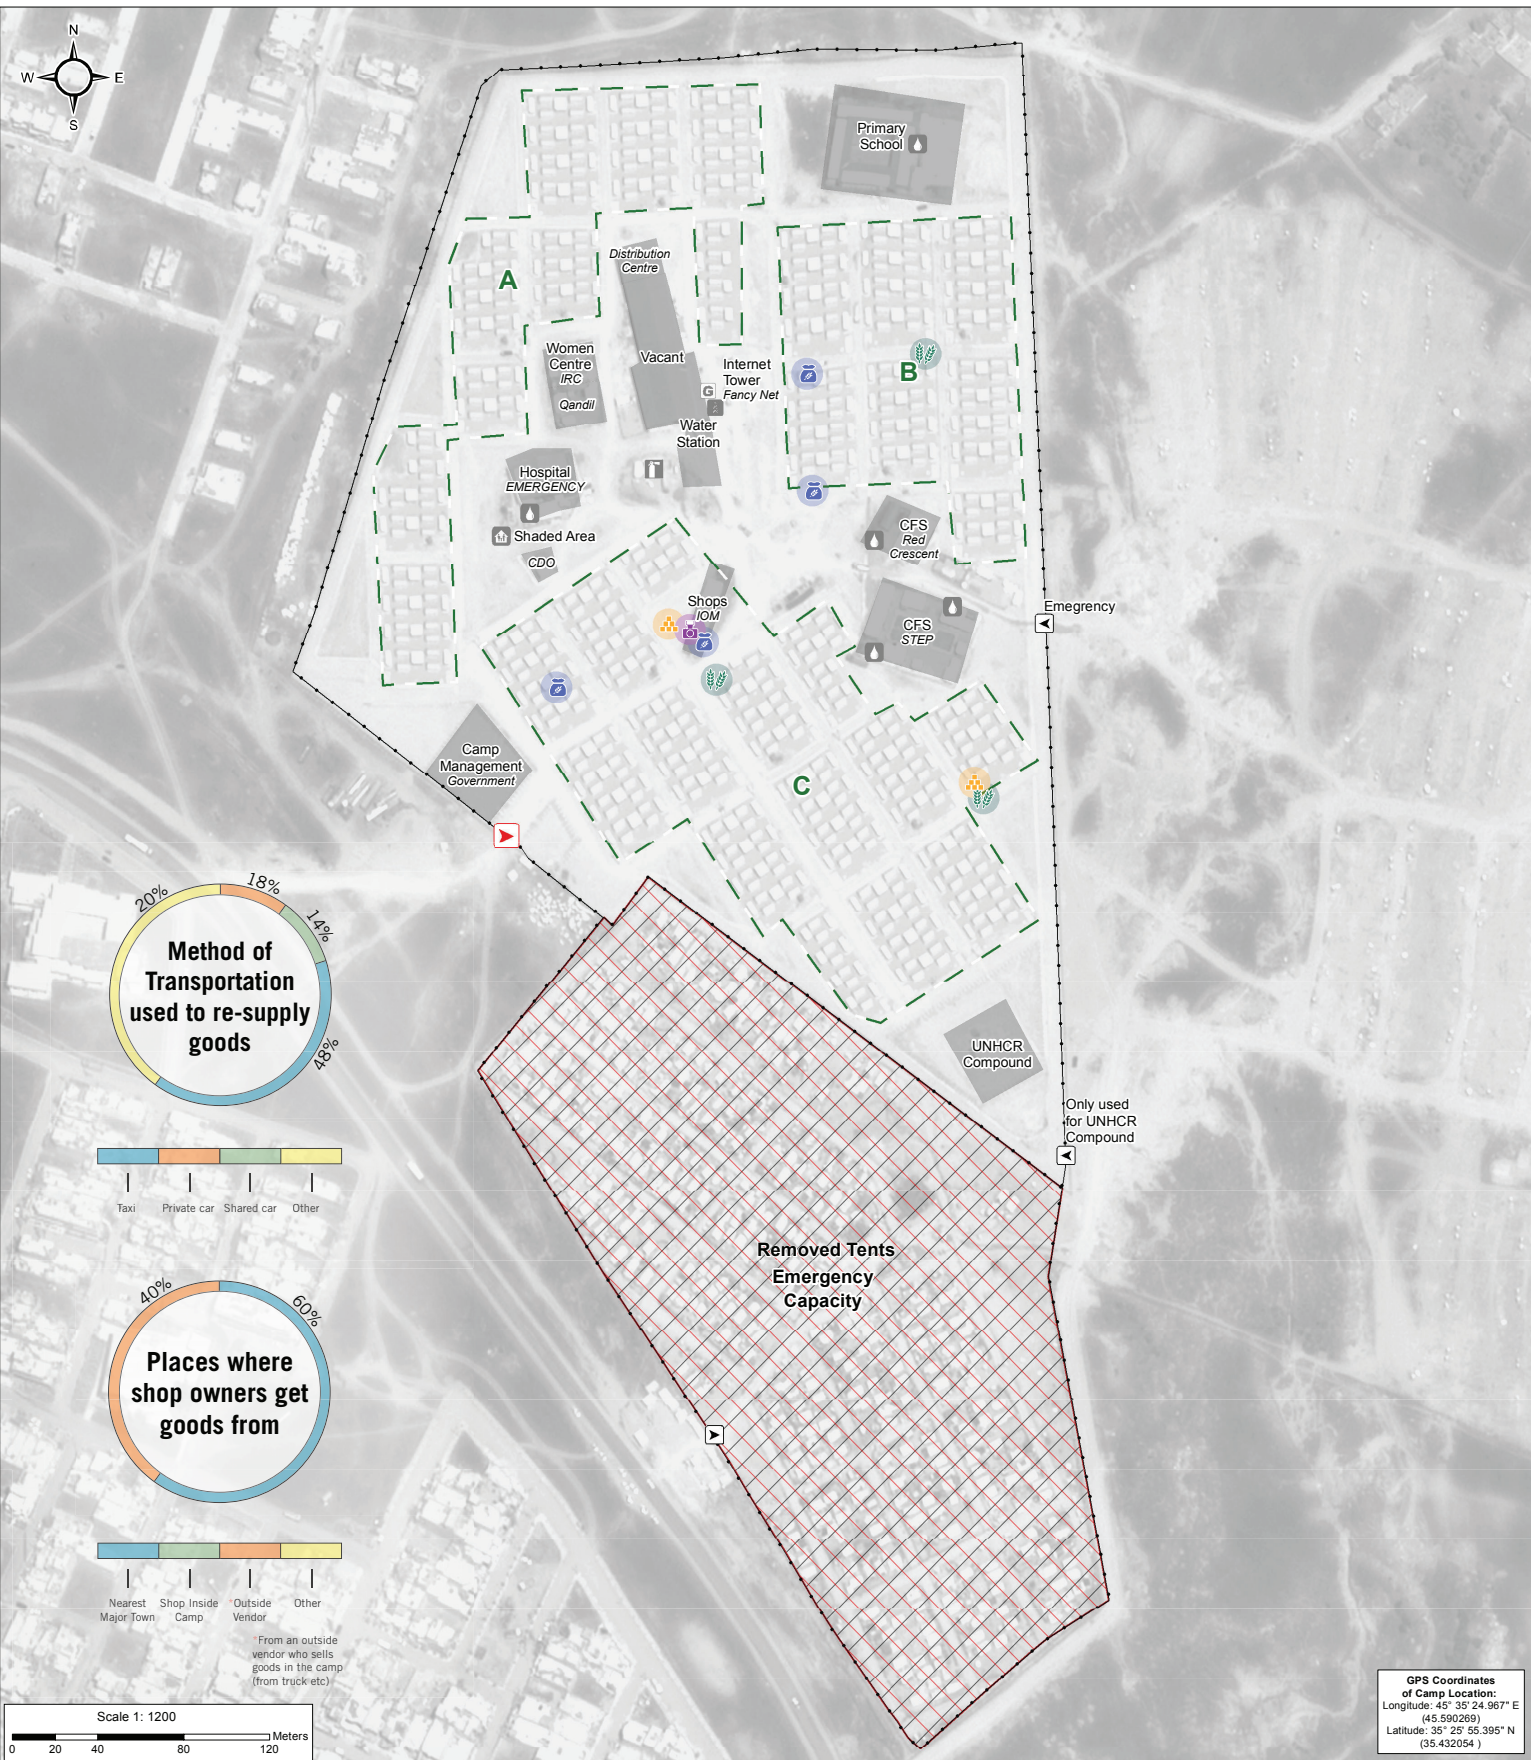 N
W
E
S
Primary
School
Distribution
Centre
A
Women
Centre
IRC
Qandil
Vacant
Internet
Tower
Fancy Net
G
B
Water
Station
Hospital
EMERGENCY
Shaded Area
CDO
CFS
Red
Crescent
Shops
IOM
CFS
STEP
Emegrency
Camp
Management
Government
C
20%
18%
14%
48%
Method of
Transportation
used to re-supply
goods
Taxi
Private car
Shared car
Other
UNHCR
Compound
Only used
for UNHCR
Compound
Removed Tents
Emergency
Capacity
40%
60%
Places where
shop owners get
goods from
Nearest
Major Town
Shop Inside
Camp
*Outside
Vendor
Other
*From an outside
vendor who sells
goods in the camp
(from truck etc)
Scale 1: 1200
Meters
0 20 40 80 120
GPS Coordinates
of Camp Location:
Longitude: 45° 35' 24.967" E
(45.590269)
Latitude: 35° 25' 55.395" N
(35.432054 )